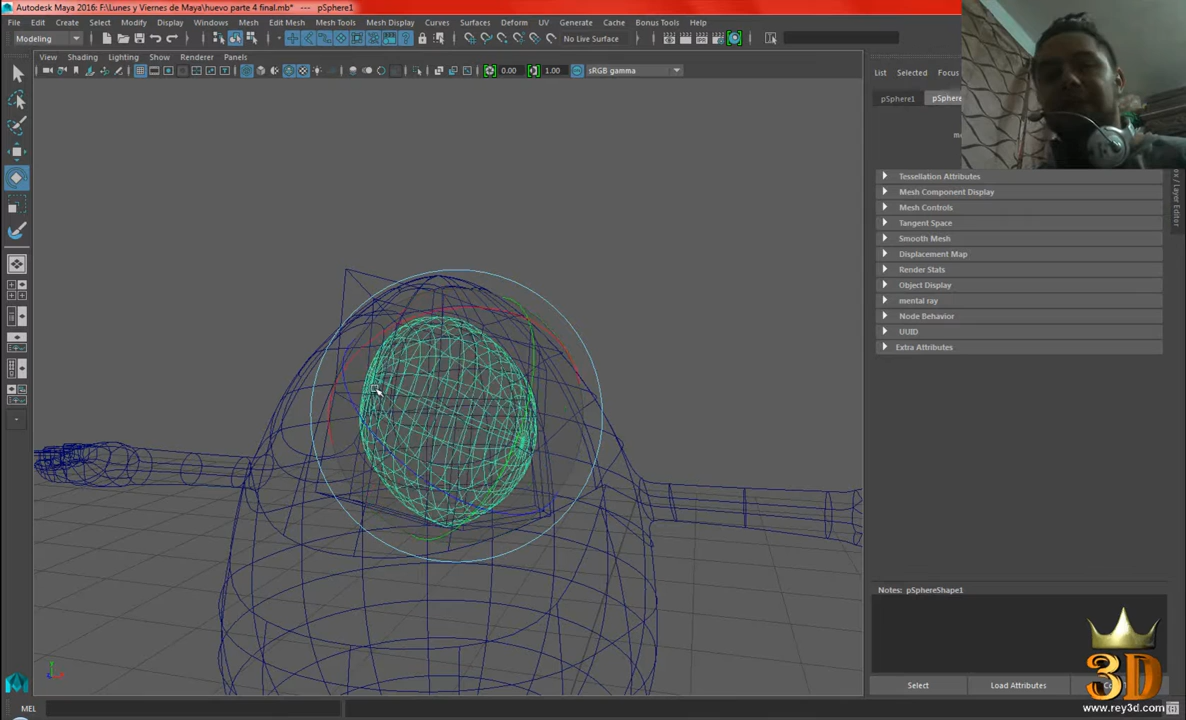 Autodesk Maya 2016: F:\Lunes y Viernes de Maya\huevo parte 4 final.mb* --- pSphere1
File Edit Create Select Modify Display Windows Mesh Edit Mesh Mesh Tools Mesh Display Curves Surfaces Deform UV Generate Cache Bonus Tools Help
Modeling No Live Surface
View Shading Lighting Show Renderer Panels
0.00 1.00 sRGB gamma
List Selected Focus
pSphere1
Tessellation Attributes
Mesh Component Display
Mesh Controls
Tangent Space
Smooth Mesh
Displacement Map
Render Stats
Object Display
mental ray
Node Behavior
UUID
Extra Attributes
Notes: pSphereShape1
Select Load Attributes
3D
www.rey3d.com
MEL